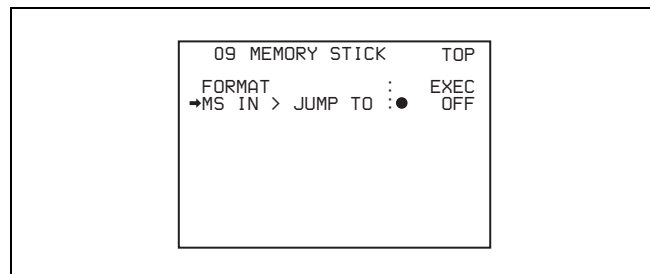 09 MEMORY STICK TOP
FORMAT : EXEC
➡MS IN > JUMP TO :● OFF